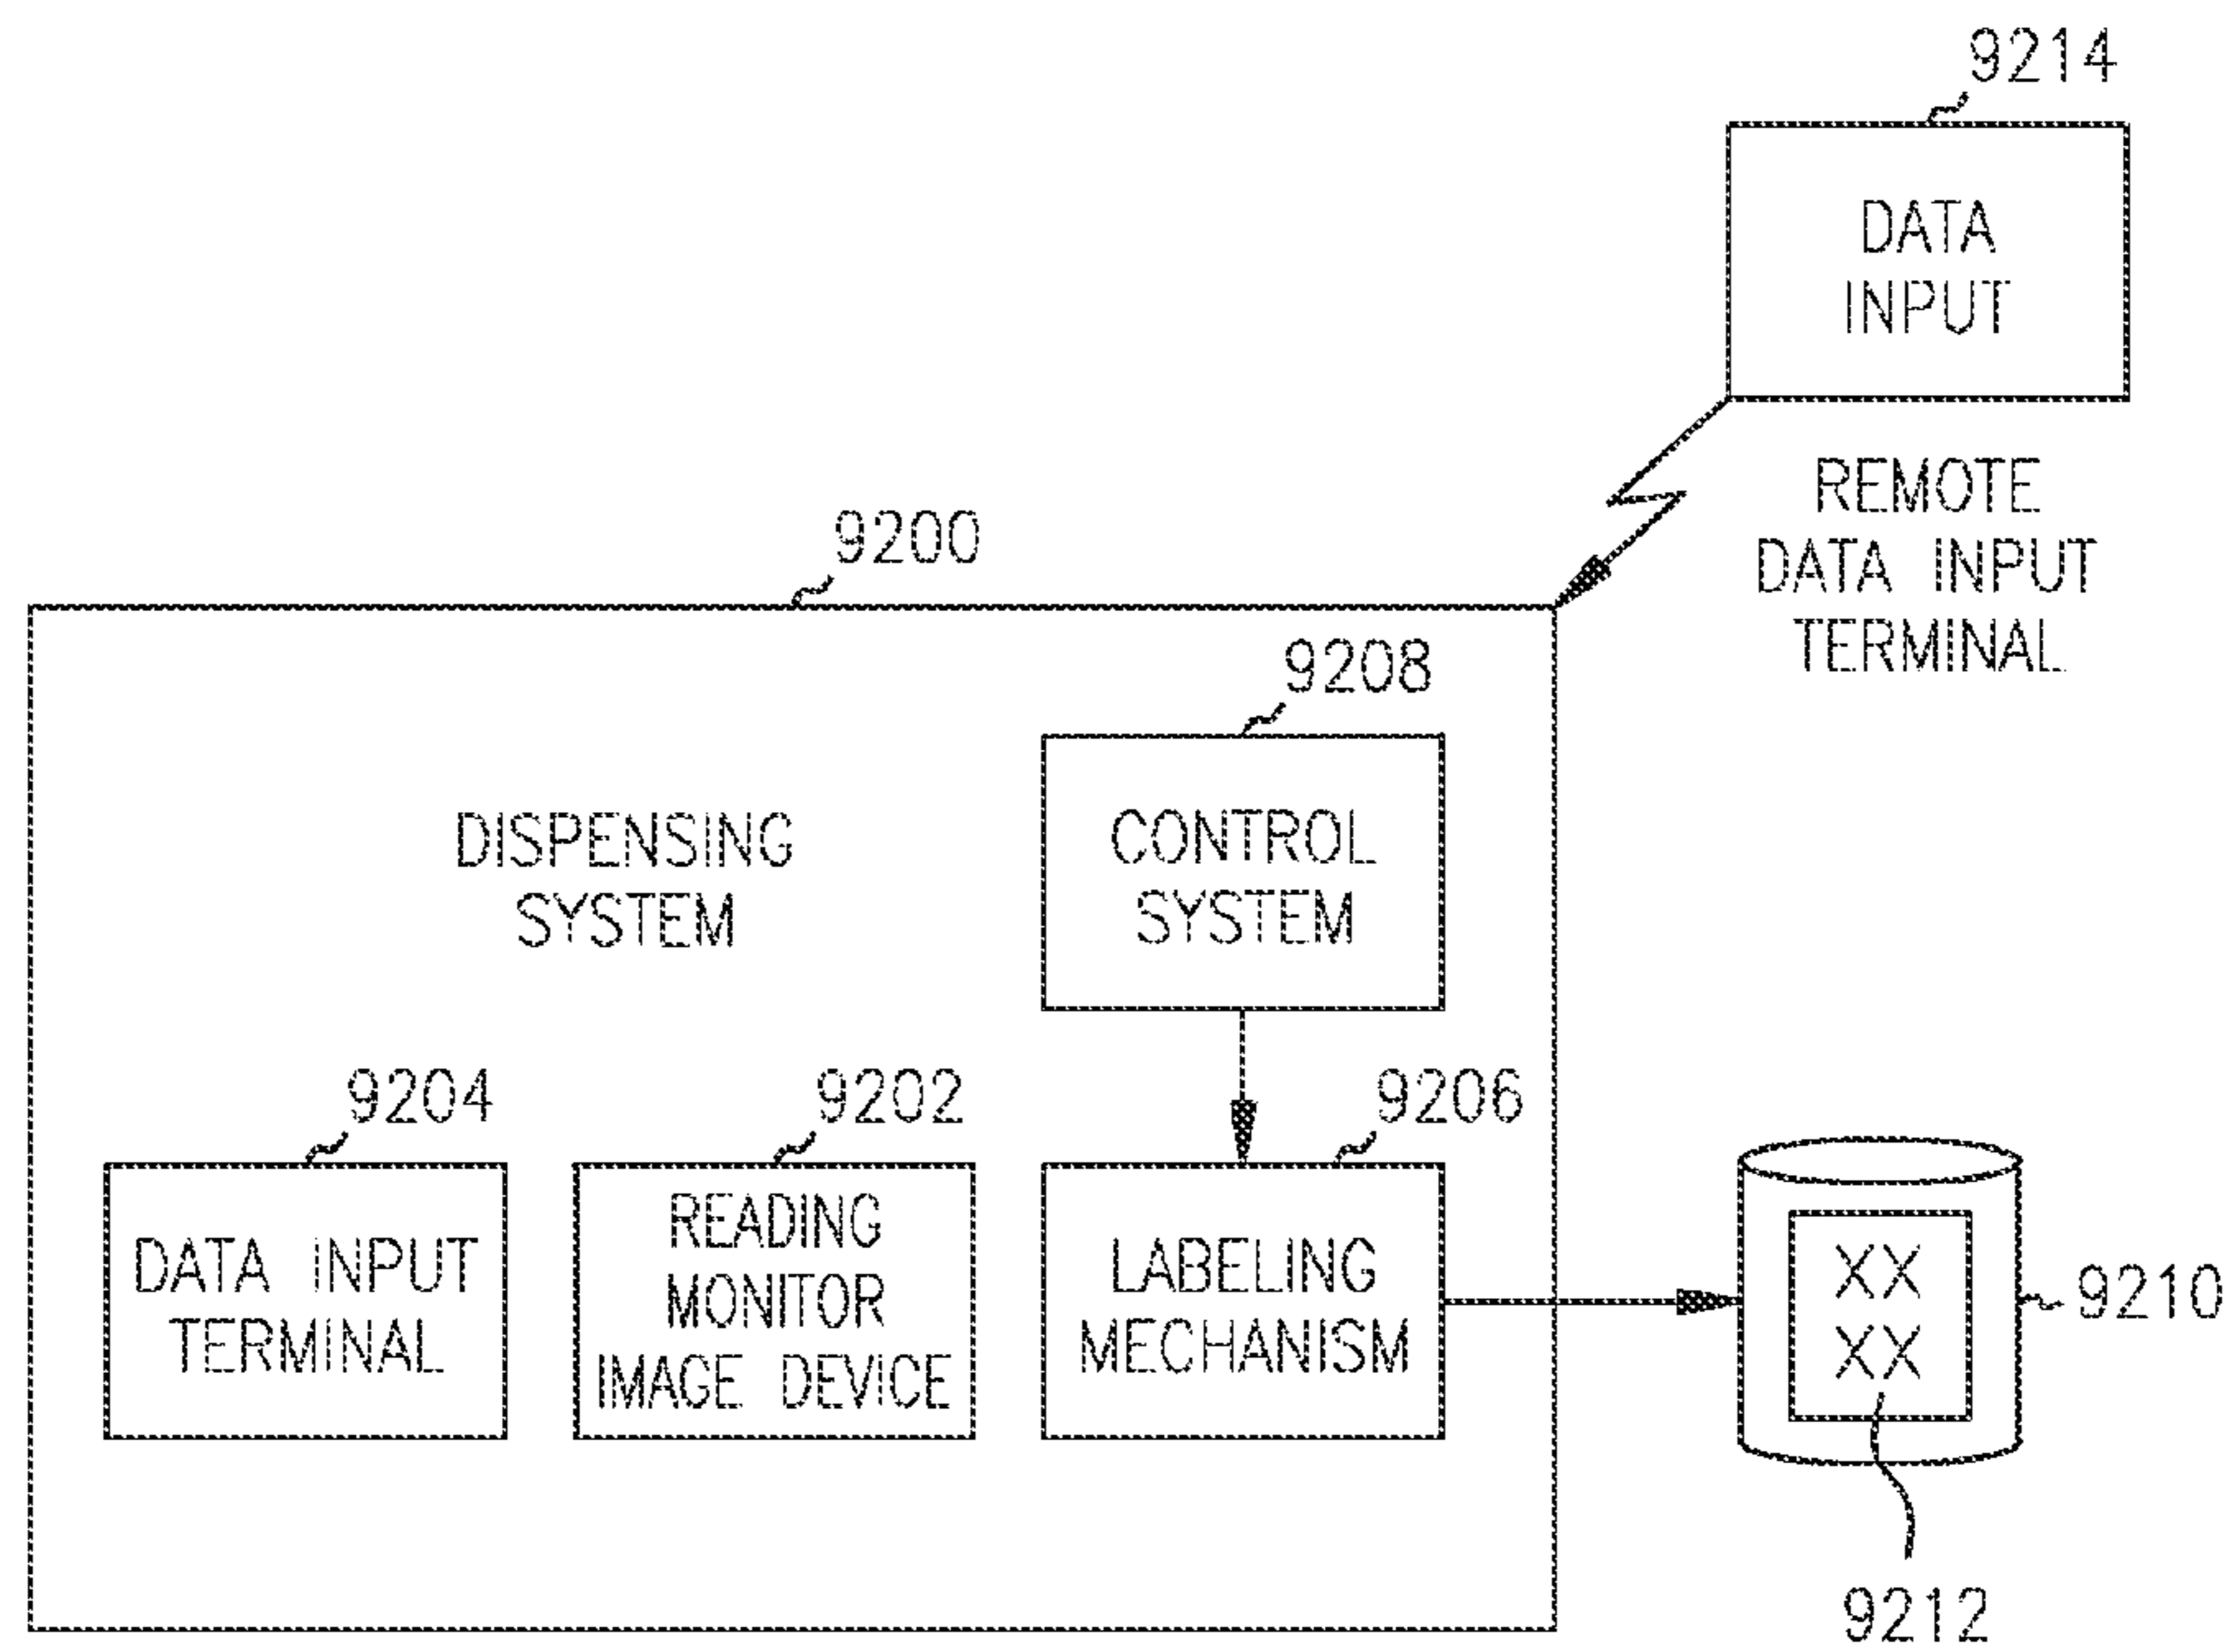 9214
DATA
INPUT
REMOTE
DATA INPUT
TERMINAL
9200
9208
DISPENSING
SYSTEM
CONTROL
SYSTEM
9204
9202
9206
DATA INPUT
TERMINAL
READING
MONITOR
IMAGE DEVICE
LABELING
MECHANISM
XX
XX
9210
9212